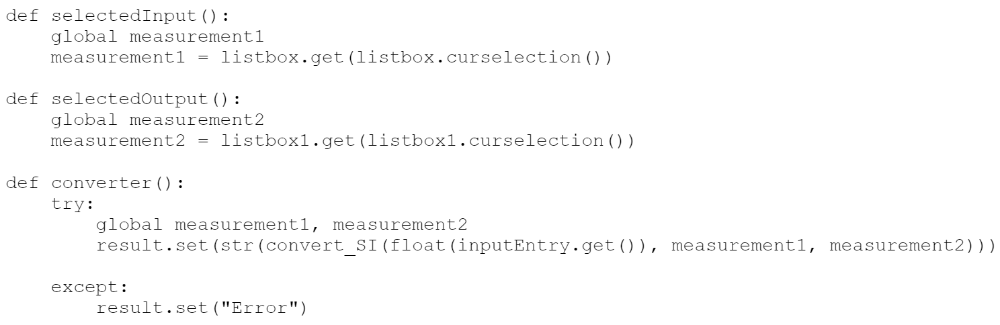 def selectedInput():
    global measurement1
    measurement1 = listbox.get(listbox.curselection())

def selectedOutput():
    global measurement2
    measurement2 = listbox1.get(listbox1.curselection())

def converter():
    try:
        global measurement1, measurement2
        result.set(str(convert_SI(float(inputEntry.get()), measurement1, measurement2)))

    except:
        result.set("Error")